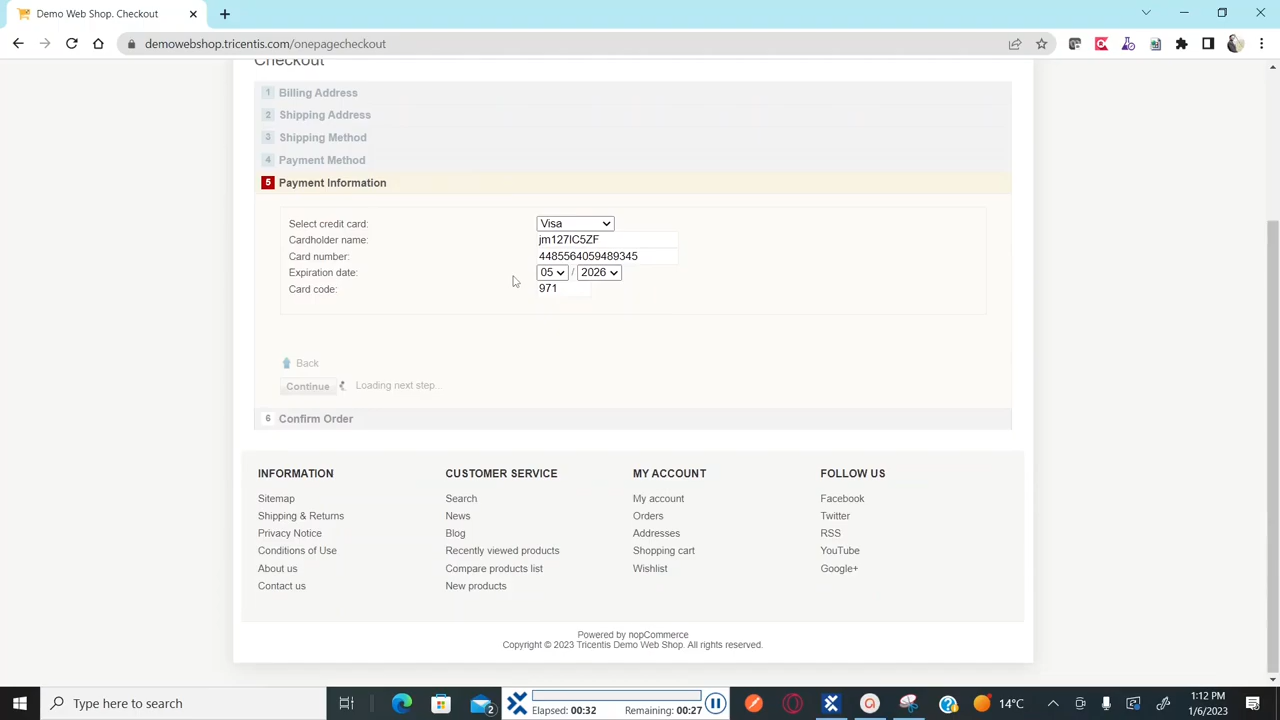 Demo Web Shop. Checkout
demowebshop.tricentis.com/onepagecheckout
Checkout
1 Billing Address
2 Shipping Address
3 Shipping Method
4 Payment Method
5 Payment Information
Select credit card: Visa
Cardholder name: jm127IC5ZF
Card number: 4485564059489345
Expiration date: 05 / 2026
Card code: 971
Back
Continue Loading next step...
6 Confirm Order
INFORMATION CUSTOMER SERVICE MY ACCOUNT FOLLOW US
Sitemap Search My account Facebook
Shipping & Returns News Orders Twitter
Privacy Notice Blog Addresses RSS
Conditions of Use Recently viewed products Shopping cart YouTube
About us Compare products list Wishlist Google+
Contact us New products
Powered by nopCommerce
Copyright © 2023 Tricentis Demo Web Shop. All rights reserved.
Type here to search 2 Elapsed: 00:32 Remaining: 00:27 14°C 1:12 PM
1/6/2023